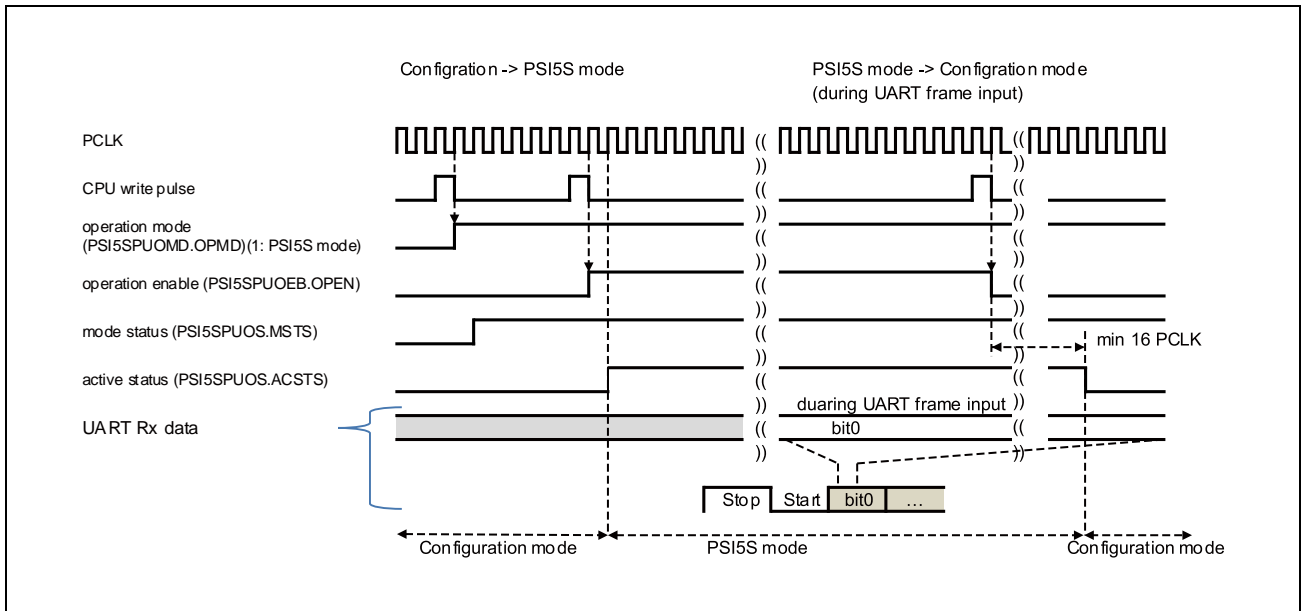 Configration -> PSI5S mode
PSI5S mode -> Configration mode
(during UART frame input)
PCLK
CPU write pulse
operation mode
(PSI5SPUOMD.OPMD)(1: PSI5S mode)
operation enable (PSI5SPUOEB.OPEN)
mode status (PSI5SPUOS.MSTS)
min 16 PCLK
active status (PSI5SPUOS.ACSTS)
duaring UART frame input
UART Rx data
bit0
Stop Start bit0 ...
Configuration mode PSI5S mode Configuration mode